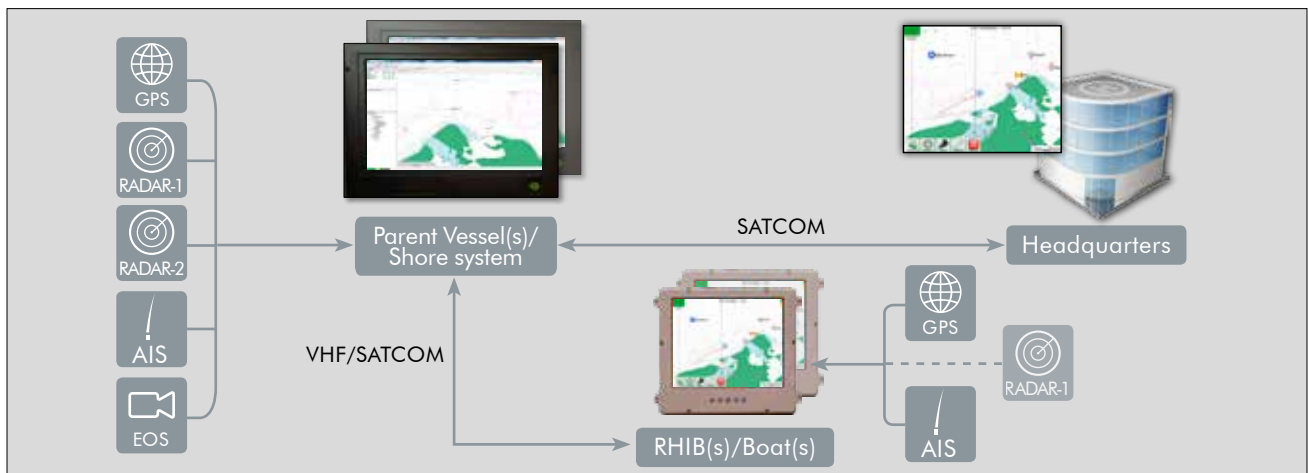 GPS
RADAR-1
RADAR-2
AIS
EOS
Parent Vessel(s)/
Shore system
SATCOM
Headquarters
VHF/SATCOM
RHIB(s)/Boat(s)
GPS
RADAR-1
AIS